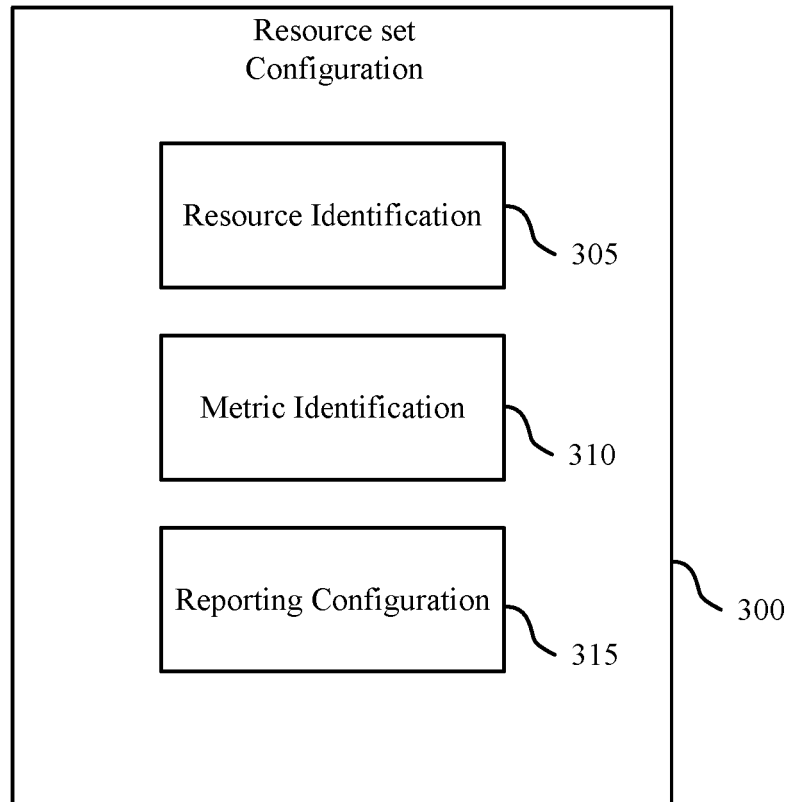 Resource set
Configuration
Resource Identification
305
Metric Identification
310
Reporting Configuration
315
300